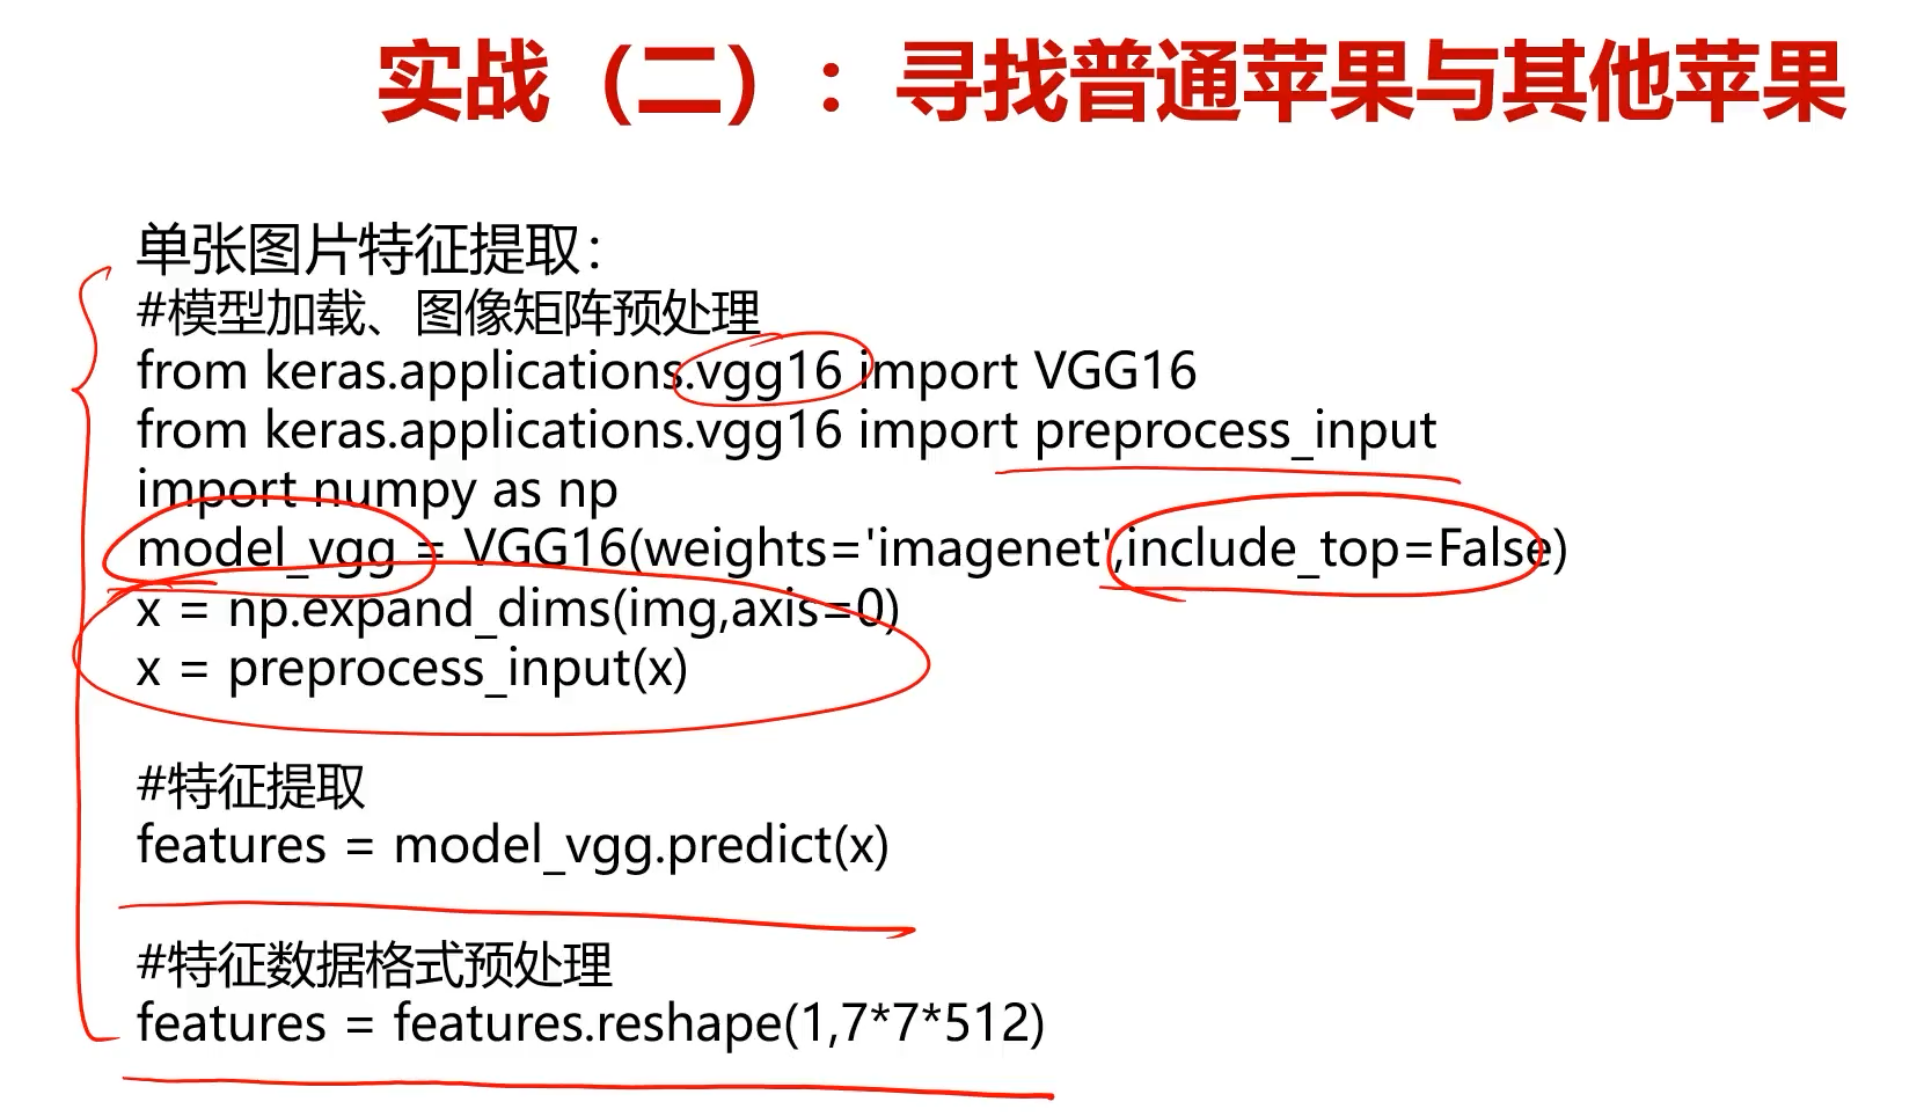 实战（二）：寻找普通苹果与其他苹果
单张图片特征提取：
#模型加载、图像矩阵预处理
from keras.applications.vgg16 import VGG16
from keras.applications.vgg16 import preprocess_input
import numpy as np
model_vgg = VGG16(weights='imagenet',include_top=False)
x = np.expand_dims(img,axis=0)
x = preprocess_input(x)
#特征提取
features = model_vgg.predict(x)
#特征数据格式预处理
features = features.reshape(1,7*7*512)